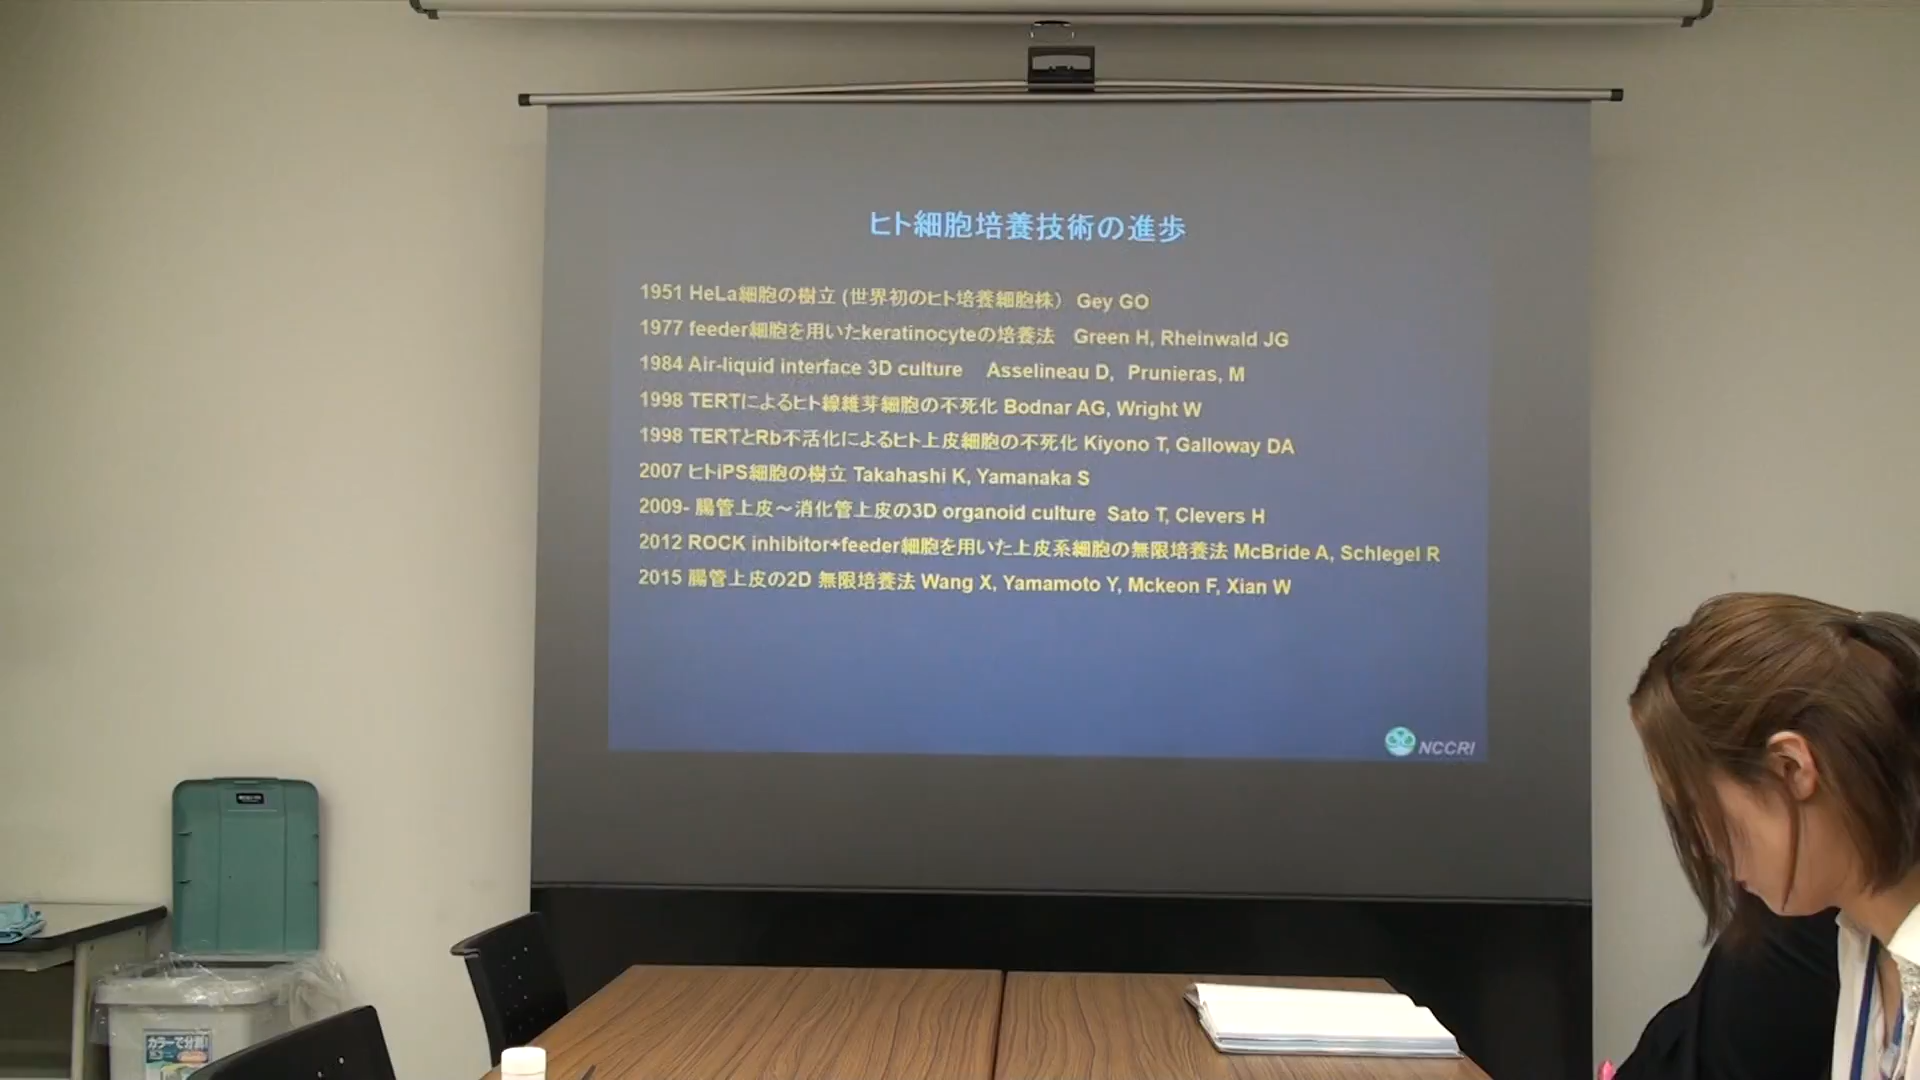 ヒト細胞培養技術の進歩
1951 HeLa細胞の樹立 (世界初のヒト培養細胞株) Gey GO
1977 feeder細胞を用いたkeratinocyteの培養法 Green H, Rheinwald JG
1984 Air-liquid interface 3D culture Asselineau D, Prunieras, M
1998 TERTによるヒト線維芽細胞の不死化 Bodnar AG, Wright W
1998 TERTとRb不活化によるヒト上皮細胞の不死化 Kiyono T, Galloway DA
2007 ヒトiPS細胞の樹立 Takahashi K, Yamanaka S
2009- 腸管上皮～消化管上皮の3D organoid culture Sato T, Clevers H
2012 ROCK inhibitor+feeder細胞を用いた上皮系細胞の無限培養法 McBride A, Schlegel R
2015 腸管上皮の2D 無限培養法 Wang X, Yamamoto Y, Mckeon F, Xian W
NCCRI
カラーで分別!